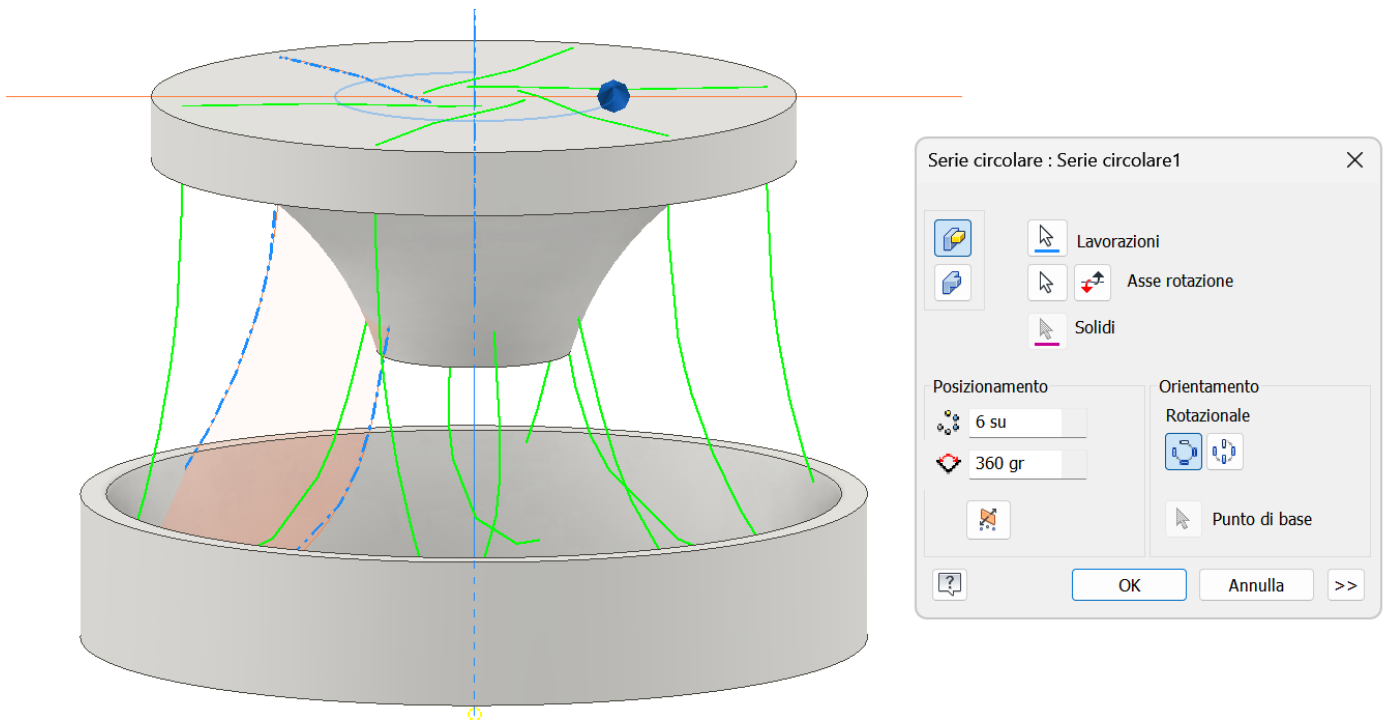 Serie circolare : Serie circolare1
Lavorazioni
Asse rotazione
Solidi
Posizionamento
6 su
360 gr
Orientamento
Rotazionale
Punto di base
?
OK
Annulla
>>